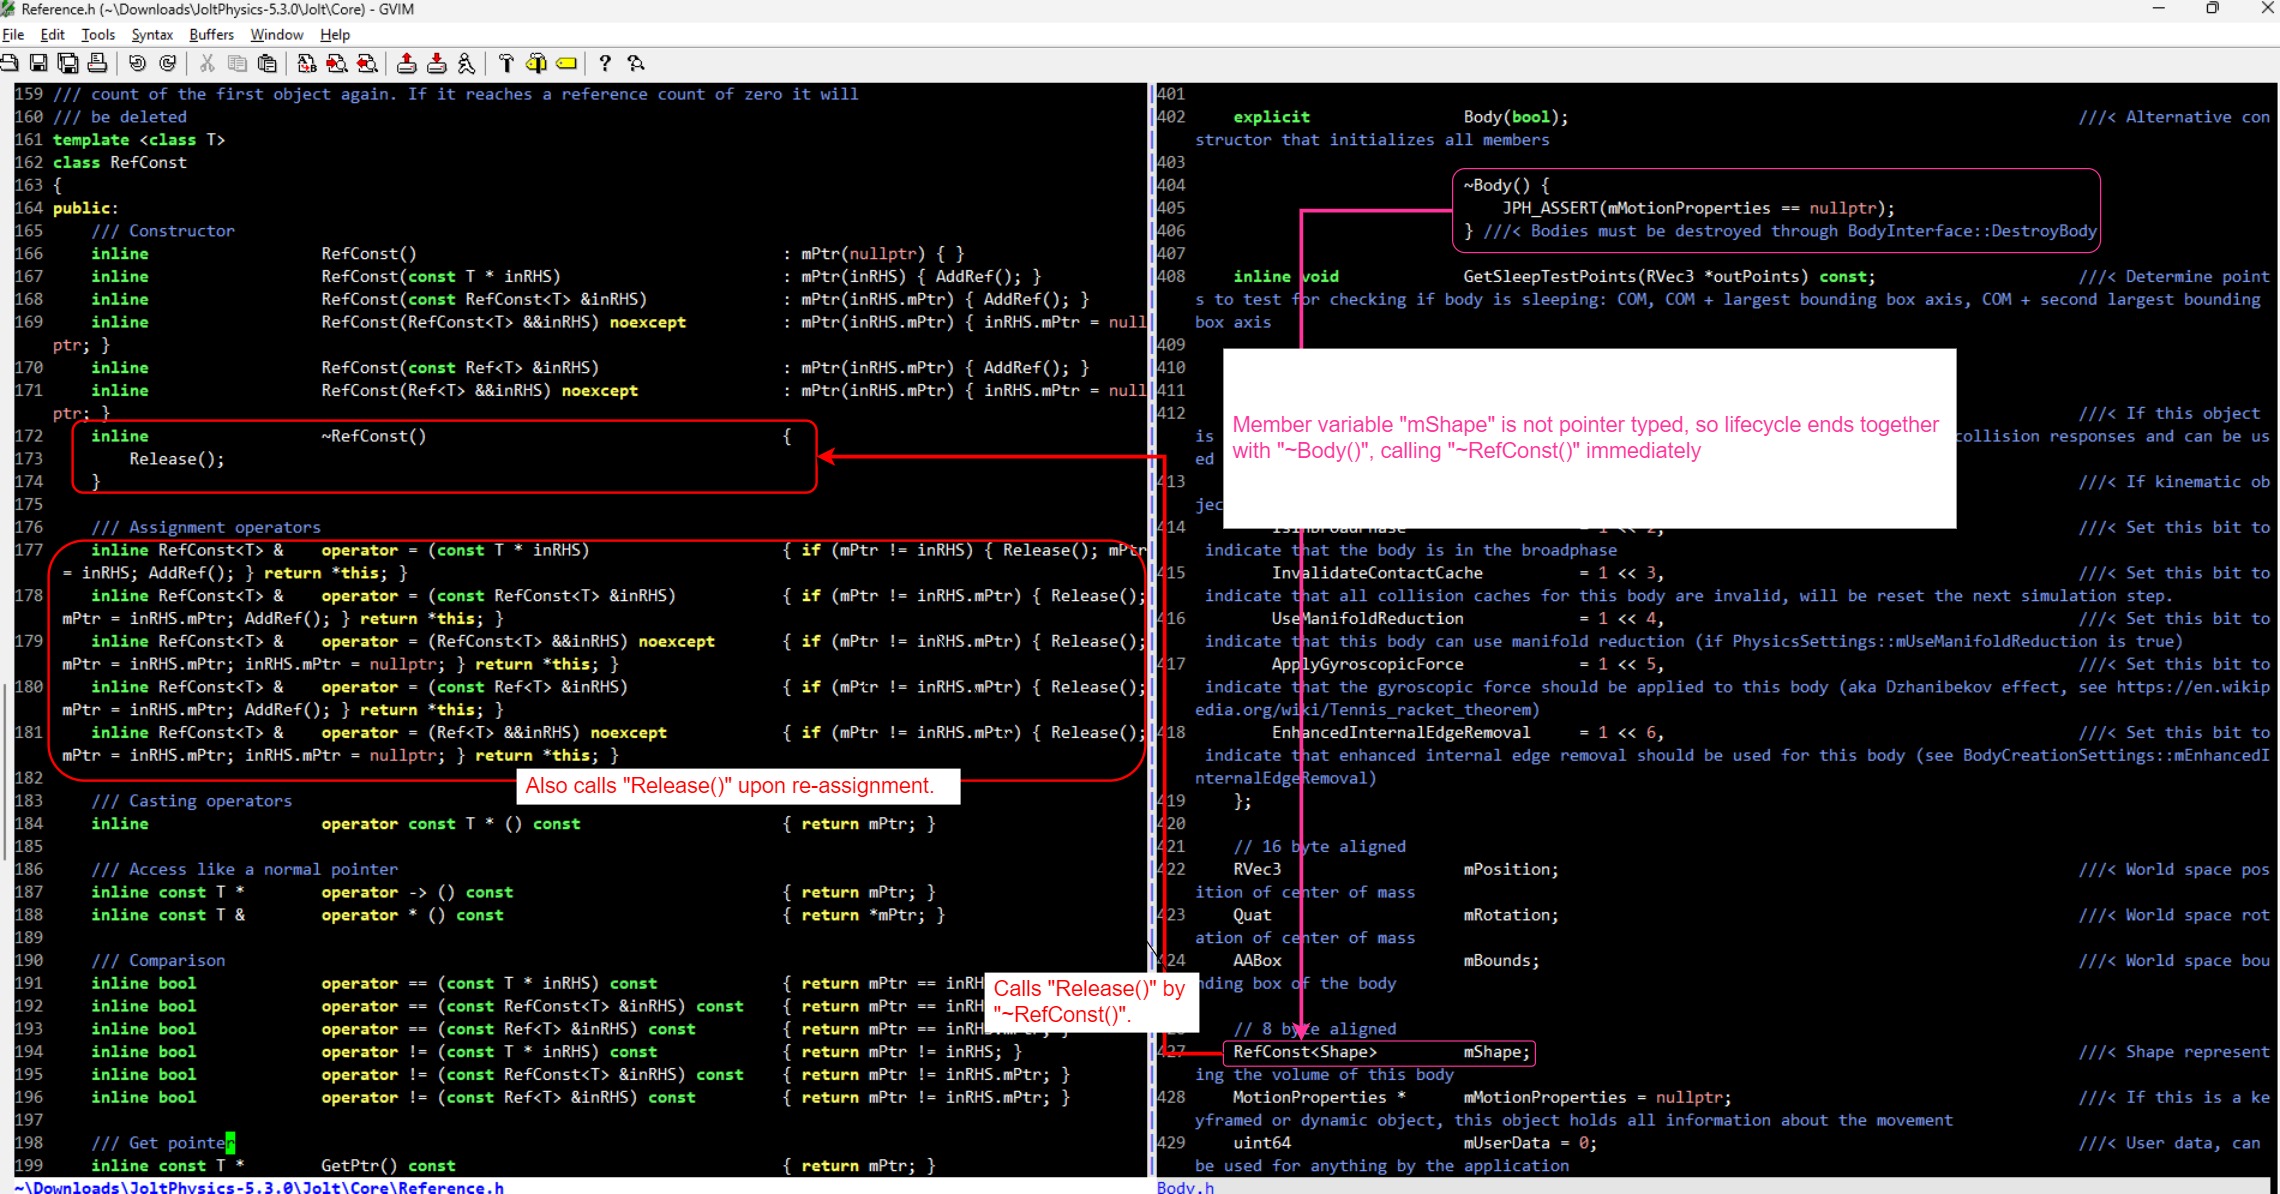 Reference.h (~\Downloads\JoltPhysics-5.3.0\Jolt\Core) - GVIM
File Edit Tools Syntax Buffers Window Help
159 /// count of the first object again. If it reaches a reference count of zero it will
160 /// be deleted
161 template <class T>
162 class RefConst
163 {
164 public:
165 /// Constructor
166 inline RefConst() : mPtr(nullptr) { }
167 inline RefConst(const T * inRHS) : mPtr(inRHS) { AddRef(); }
168 inline RefConst(const RefConst<T> &inRHS) : mPtr(inRHS.mPtr) { AddRef(); }
169 inline RefConst(RefConst<T> &&inRHS) noexcept : mPtr(inRHS.mPtr) { inRHS.mPtr = null
ptr; }
170 inline RefConst(const Ref<T> &inRHS) : mPtr(inRHS.mPtr) { AddRef(); }
171 inline RefConst(Ref<T> &&inRHS) noexcept : mPtr(inRHS.mPtr) { inRHS.mPtr = null
ptr; }
172 inline ~RefConst() {
173 Release();
174 }
175
176 /// Assignment operators
177 inline RefConst<T> & operator = (const T * inRHS) { if (mPtr != inRHS) { Release(); mPtr
= inRHS; AddRef(); } return *this; }
178 inline RefConst<T> & operator = (const RefConst<T> &inRHS) { if (mPtr != inRHS.mPtr) { Release();
mPtr = inRHS.mPtr; AddRef(); } return *this; }
179 inline RefConst<T> & operator = (RefConst<T> &&inRHS) noexcept { if (mPtr != inRHS.mPtr) { Release();
mPtr = inRHS.mPtr; inRHS.mPtr = nullptr; } return *this; }
180 inline RefConst<T> & operator = (const Ref<T> &inRHS) { if (mPtr != inRHS.mPtr) { Release();
mPtr = inRHS.mPtr; AddRef(); } return *this; }
181 inline RefConst<T> & operator = (Ref<T> &&inRHS) noexcept { if (mPtr != inRHS.mPtr) { Release();
mPtr = inRHS.mPtr; inRHS.mPtr = nullptr; } return *this; }
182
Also calls "Release()" upon re-assignment.
183 /// Casting operators
184 inline operator const T * () const { return mPtr; }
185
186 /// Access like a normal pointer
187 inline const T * operator -> () const { return mPtr; }
188 inline const T & operator * () const { return *mPtr; }
189
190 /// Comparison
191 inline bool operator == (const T * inRHS) const { return mPtr == inRH
192 inline bool operator == (const RefConst<T> &inRHS) const { return mPtr == inRH
193 inline bool operator == (const Ref<T> &inRHS) const { return mPtr == inRHS.mPtr; }
194 inline bool operator != (const T * inRHS) const { return mPtr != inRHS; }
195 inline bool operator != (const RefConst<T> &inRHS) const { return mPtr != inRHS.mPtr; }
196 inline bool operator != (const Ref<T> &inRHS) const { return mPtr != inRHS.mPtr; }
197
198 /// Get pointer
199 inline const T * GetPtr() const { return mPtr; }
~\Downloads\JoltPhysics-5.3.0\Jolt\Core\Reference.h
Calls "Release()" by
"~RefConst()".
401
402 explicit Body(bool); ///< Alternative con
structor that initializes all members
403
404 ~Body() {
405 JPH_ASSERT(mMotionProperties == nullptr);
406 } ///< Bodies must be destroyed through BodyInterface::DestroyBody
407
408 inline void GetSleepTestPoints(RVec3 *outPoints) const; ///< Determine point
s to test for checking if body is sleeping: COM, COM + largest bounding box axis, COM + second largest bounding
box axis
409
410
411
Member variable "mShape" is not pointer typed, so lifecycle ends together
with "~Body()", calling "~RefConst()" immediately
412 ///< If this object
is collision responses and can be us
ed
413 ///< If kinematic ob
jec
414 IsInBroadPhase = 1 << 2, ///< Set this bit to
indicate that the body is in the broadphase
415 InvalidateContactCache = 1 << 3, ///< Set this bit to
indicate that all collision caches for this body are invalid, will be reset the next simulation step.
416 UseManifoldReduction = 1 << 4, ///< Set this bit to
indicate that this body can use manifold reduction (if PhysicsSettings::mUseManifoldReduction is true)
417 ApplyGyroscopicForce = 1 << 5, ///< Set this bit to
indicate that the gyroscopic force should be applied to this body (aka Dzhanibekov effect, see https://en.wikip
edia.org/wiki/Tennis_racket_theorem)
418 EnhancedInternalEdgeRemoval = 1 << 6, ///< Set this bit to
indicate that enhanced internal edge removal should be used for this body (see BodyCreationSettings::mEnhancedI
nternalEdgeRemoval)
419 };
420
421 // 16 byte aligned
422 RVec3 mPosition; ///< World space pos
ition of center of mass
423 Quat mRotation; ///< World space rot
ation of center of mass
424 AABox mBounds; ///< World space bou
nding box of the body
// 8 byte aligned
427 RefConst<Shape> mShape; ///< Shape represent
ing the volume of this body
428 MotionProperties * mMotionProperties = nullptr; ///< If this is a ke
yframed or dynamic object, this object holds all information about the movement
429 uint64 mUserData = 0; ///< User data, can
be used for anything by the application
Body.h